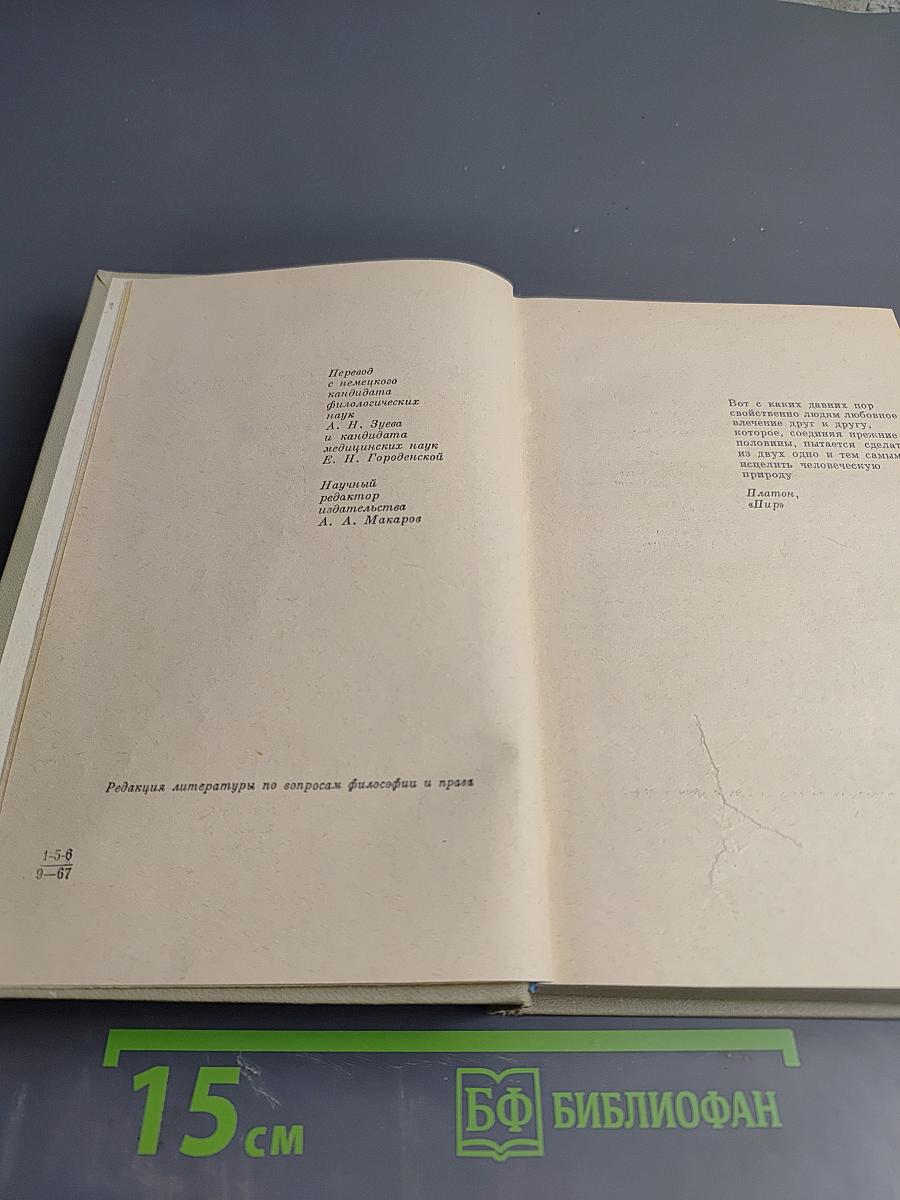 Перевод
с немецкого
кандидата
филологических
наук
А. Н. Зуева
и кандидата
медицинских наук
Е. Н. Городенской
Научный
редактор
издательства
А. А. Макаров
Редакция литературы по вопросам философии и права
1-5-6
9—67
Вот с каких давних пор
свойственно людям любовное
влечение друг к другу,
которое, соединяя прежние
половины, пытается сделат
из двух одно и тем самым
исцелить человеческую
природу
Платон,
«Пир»
15 см
БФ БИБЛИОФАН